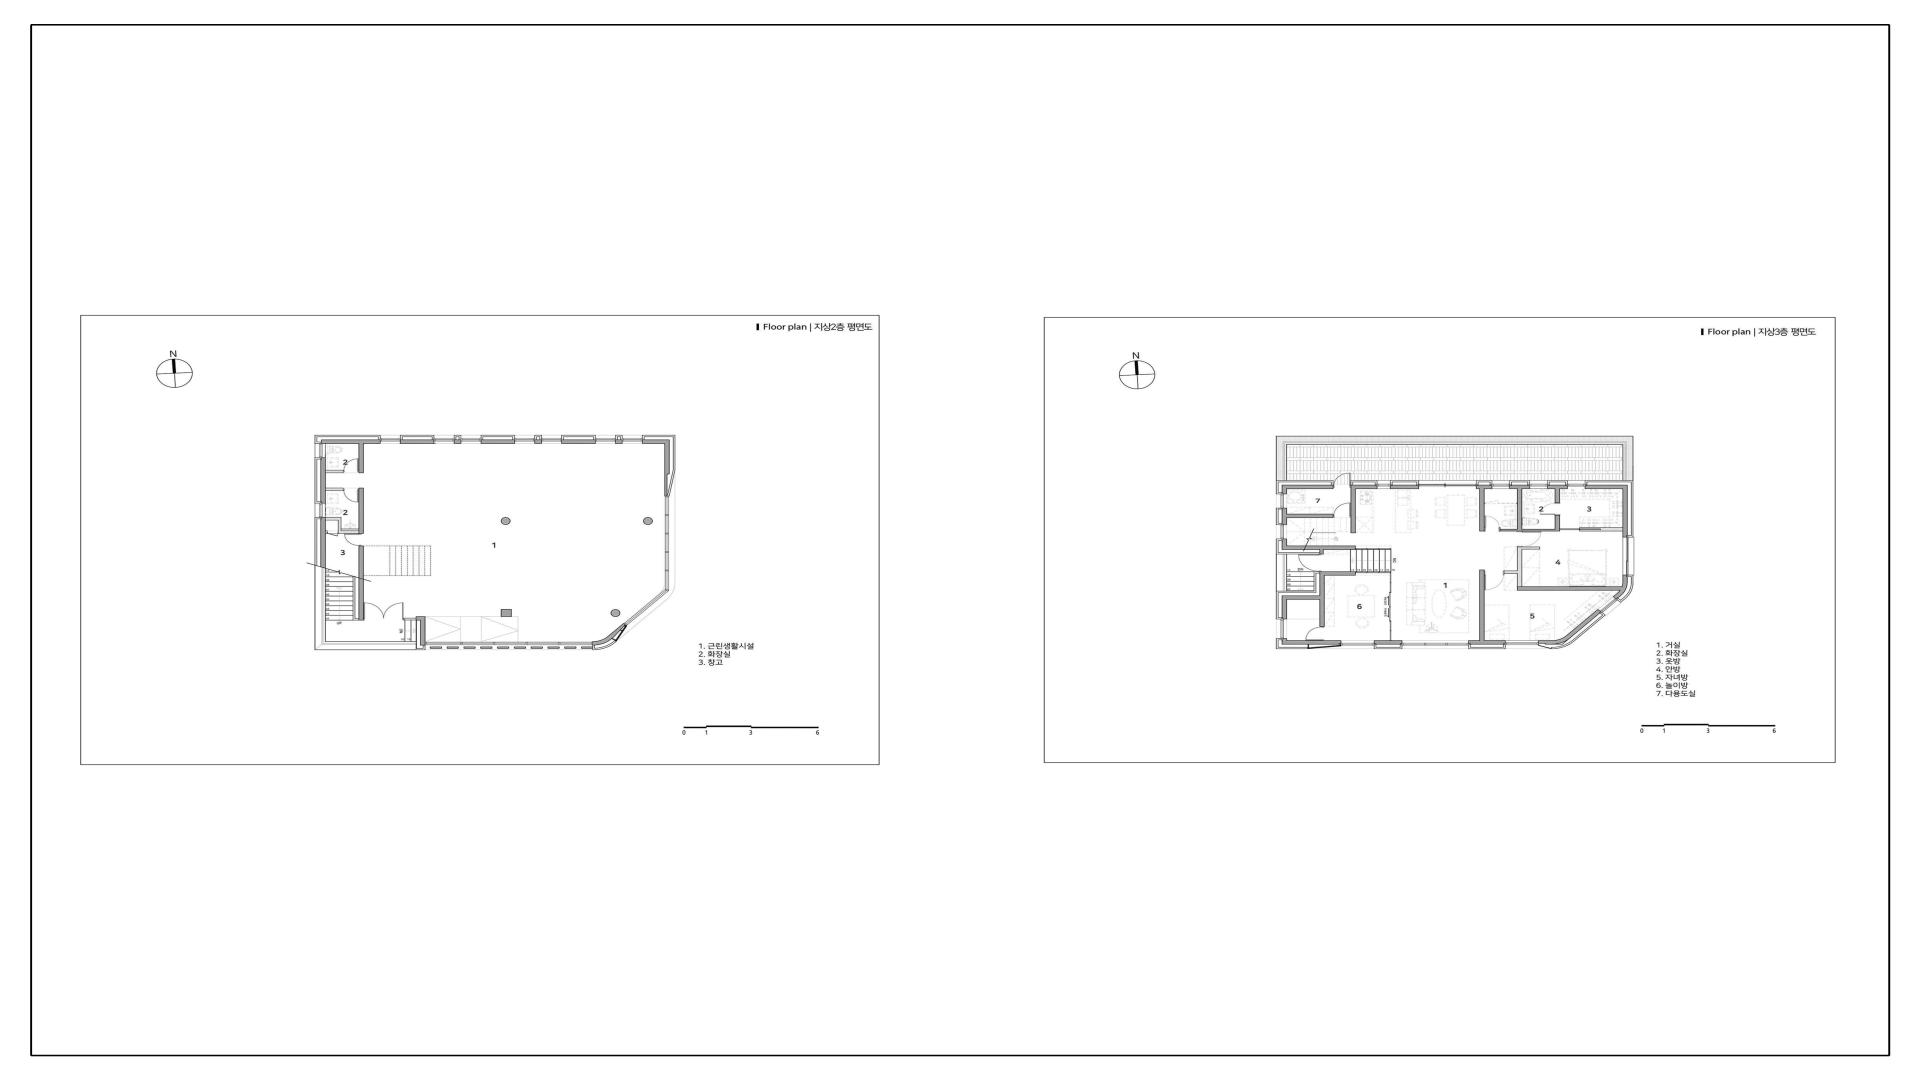 Floor plan | 지상2층 평면도
N
2
2
3
1
1. 근린생활시설
2. 화장실
3. 창고
0 1 3 6
Floor plan | 지상3층 평면도
N
7
2
3
4
1
6
5
1. 거실
2. 화장실
3. 옷방
4. 안방
5. 자녀방
6. 놀이방
7. 다용도실
0 1 3 6